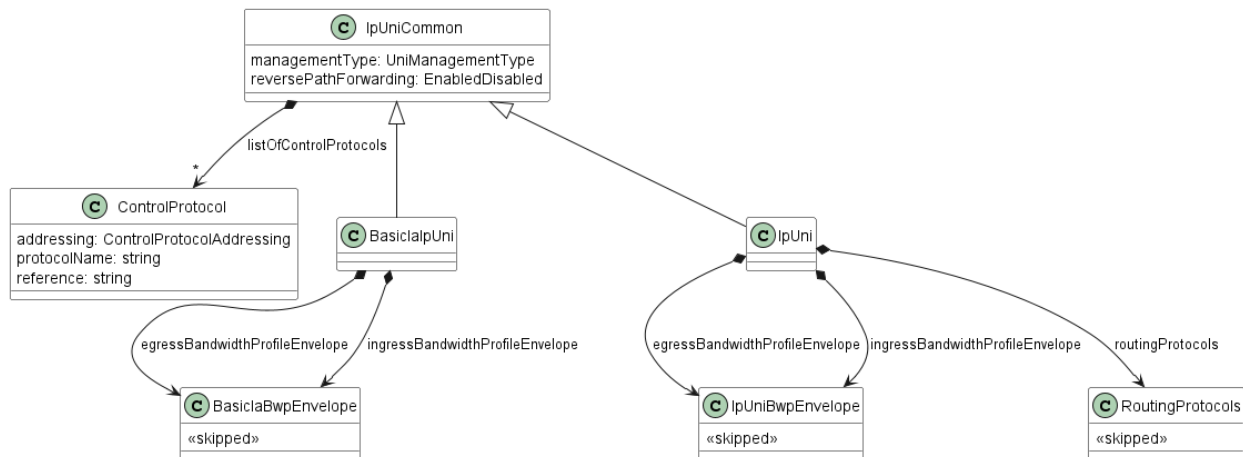 C IpUniCommon
managementType: UniManagementType
reversePathForwarding: EnabledDisabled
listOfControlProtocols
*
C ControlProtocol
addressing: ControlProtocolAddressing
protocolName: string
reference: string
C BasicIaIpUni
C IpUni
egressBandwidthProfileEnvelope
ingressBandwidthProfileEnvelope
egressBandwidthProfileEnvelope
ingressBandwidthProfileEnvelope
routingProtocols
C BasicIaBwpEnvelope
«skipped»
C IpUniBwpEnvelope
«skipped»
C RoutingProtocols
«skipped»